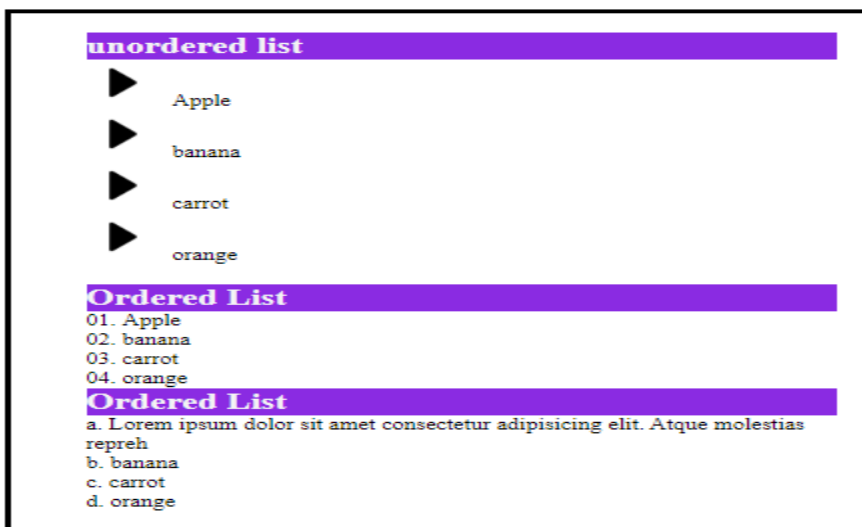 unordered list
Apple
banana
carrot
orange
Ordered List
01. Apple
02. banana
03. carrot
04. orange
Ordered List
a. Lorem ipsum dolor sit amet consectetur adipisicing elit. Atque molestias
repreh
b. banana
c. carrot
d. orange